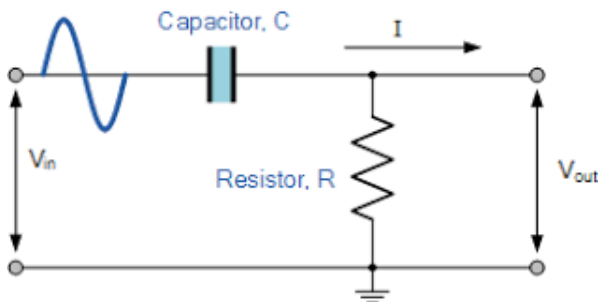 Capacitor, C
I
Vin
Resistor, R
Vout